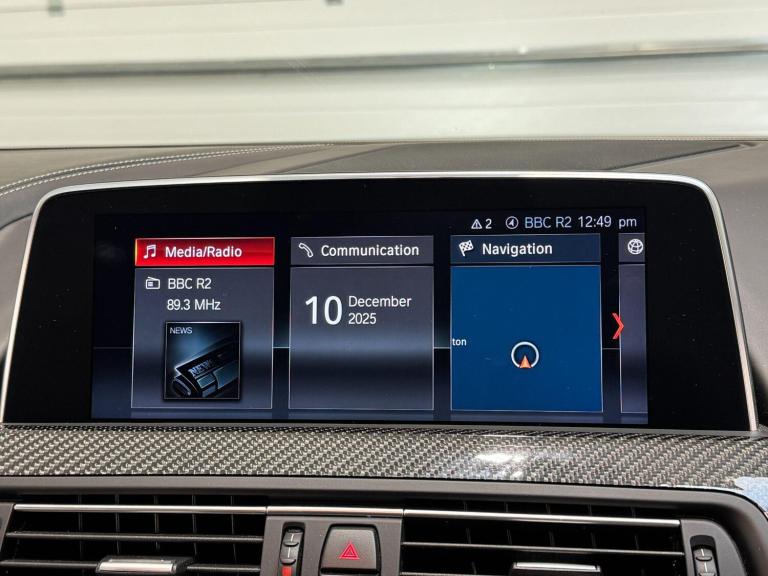 2 BBC R2 12:49 pm
Media/Radio
BBC R2
89.3 MHz
NEWS
NEWS
Communication
10 December
2025
Navigation
ton